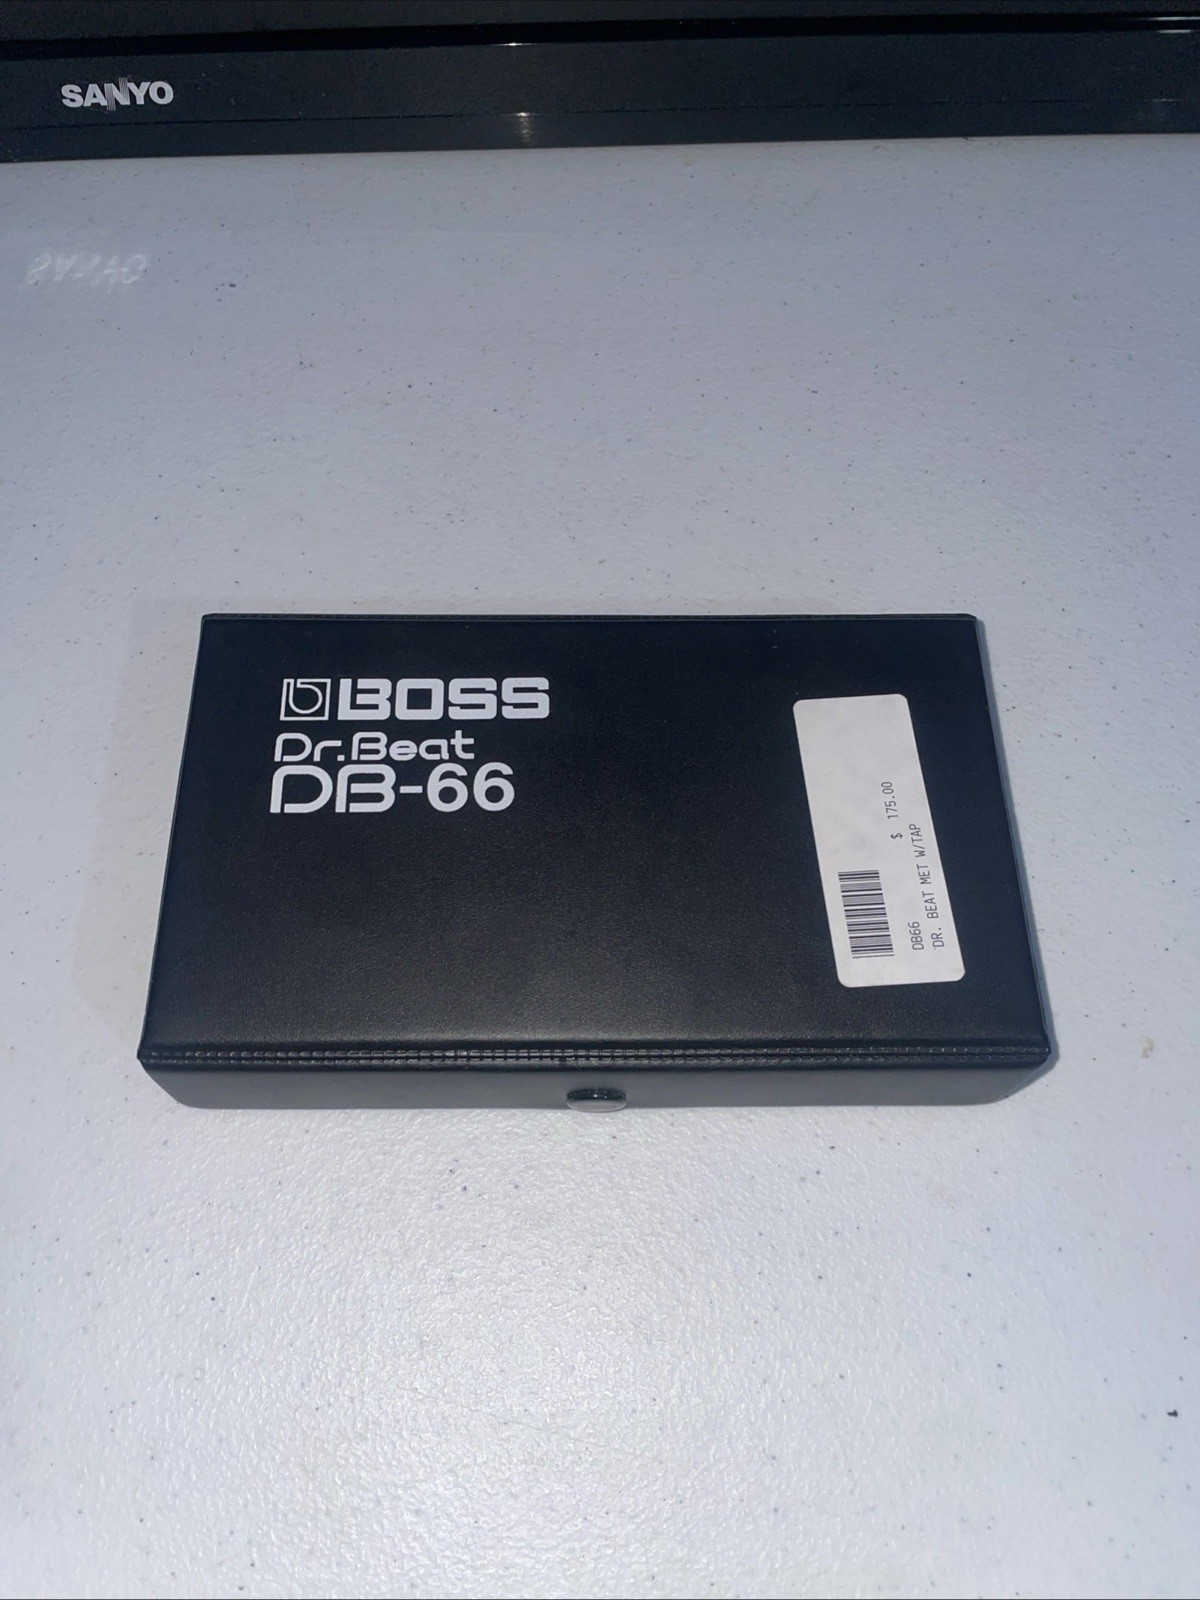 SANYO
BOSS
Dr.Beat
DB-66
$ 175.00
DB66
DR. BEAT MET W/TAP